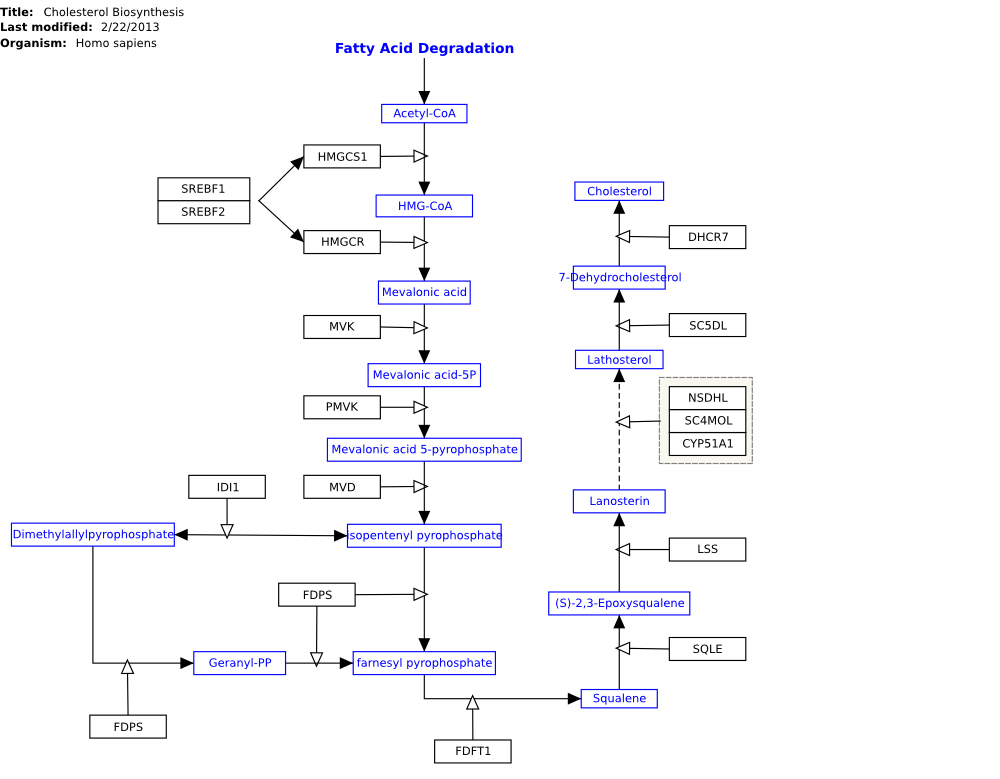 Title: Cholesterol Biosynthesis
Last modified: 2/22/2013
Organism: Homo sapiens
Fatty Acid Degradation
Acetyl-CoA
HMGCS1
SREBF1
SREBF2
HMG-CoA
HMGCR
Mevalonic acid
MVK
Mevalonic acid-5P
PMVK
Mevalonic acid 5-pyrophosphate
IDI1
MVD
Dimethylallylpyrophosphate
sopentenyl pyrophosphate
FDPS
Geranyl-PP
farnesyl pyrophosphate
FDPS
FDFT1
Cholesterol
DHCR7
7-Dehydrocholesterol
SC5DL
Lathosterol
NSDHL
SC4MOL
CYP51A1
Lanosterin
LSS
(S)-2,3-Epoxysqualene
SQLE
Squalene